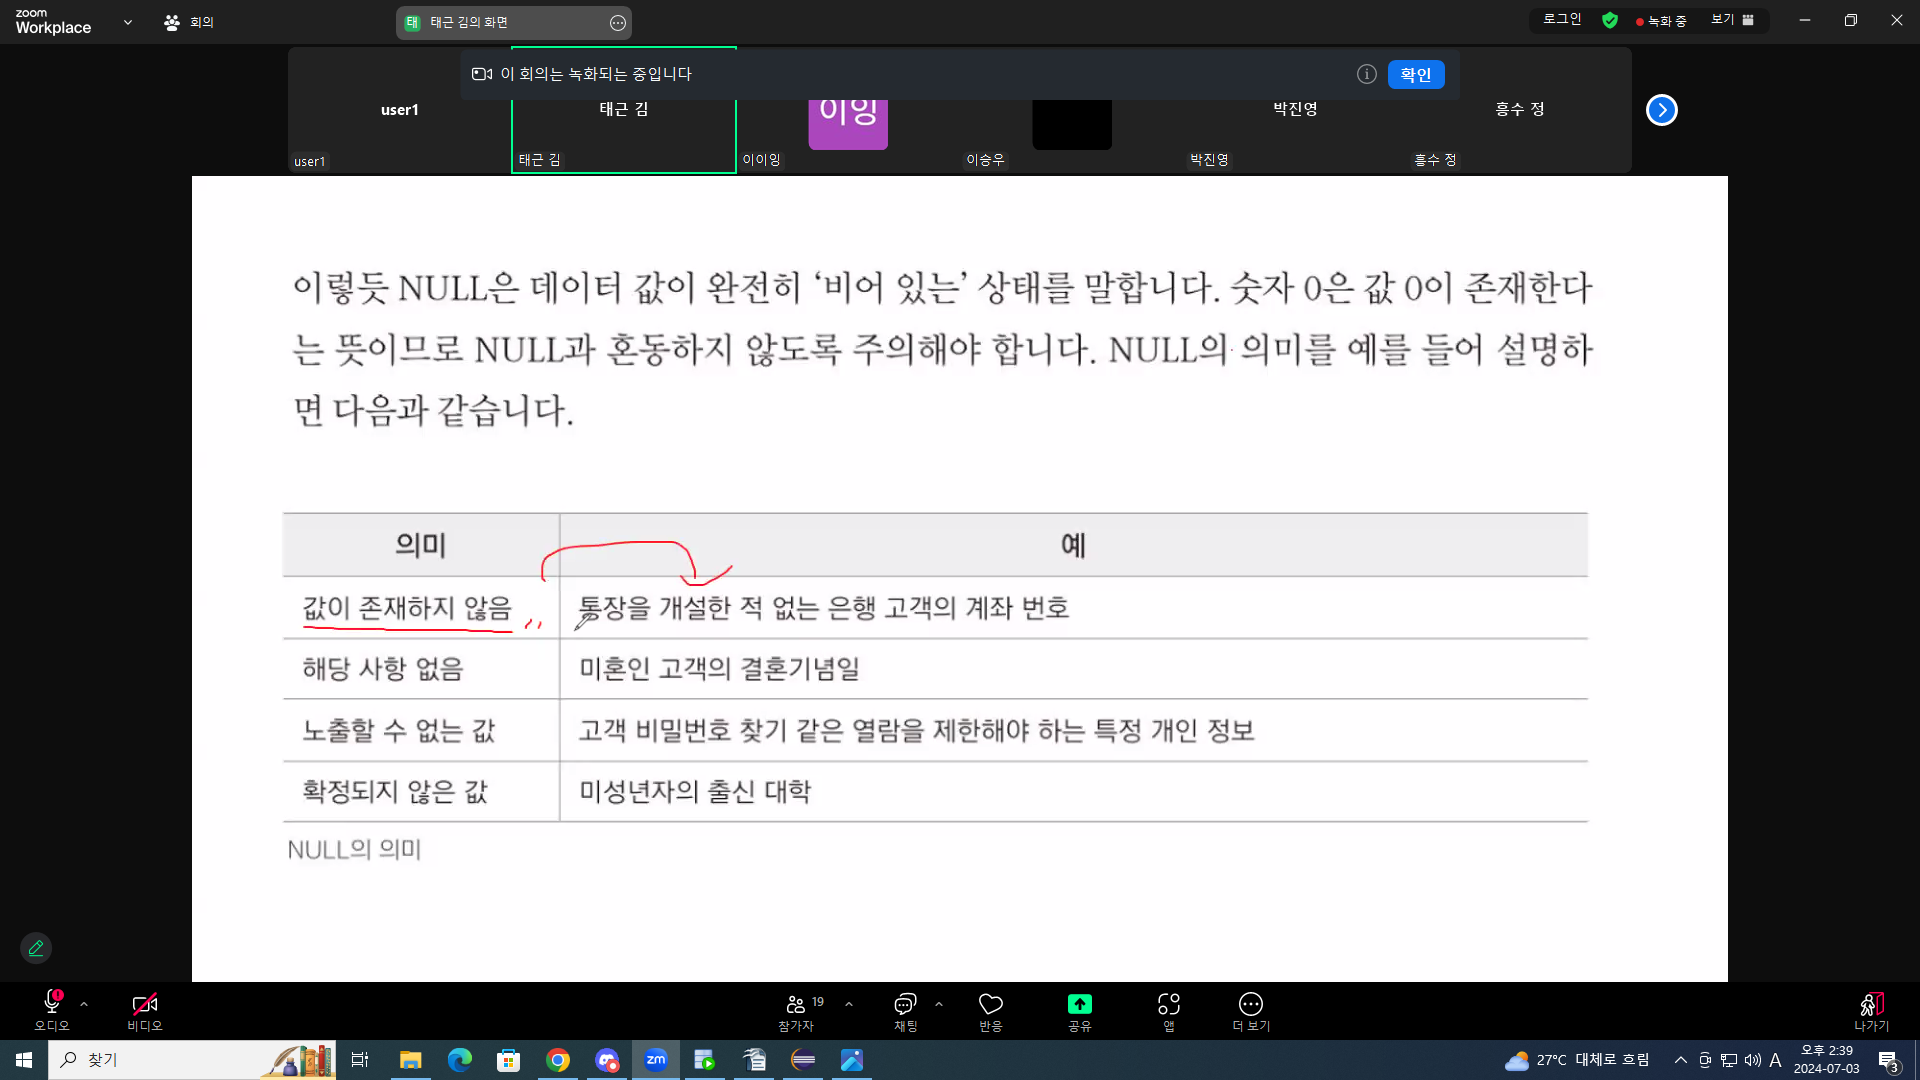 zoom
Workplace
회의
태 태근 김의 화면
로그인
녹화 중
보기
이 회의는 녹화되는 중입니다
확인
user1
태근 김
이잉
박진영
흥수 정
user1
태근 김
이이잉
이승우
박진영
흥수 정
이렇듯 NULL은 데이터 값이 완전히 ‘비어 있는’ 상태를 말합니다. 숫자 0은 값 0이 존재한다
는 뜻이므로 NULL과 혼동하지 않도록 주의해야 합니다. NULL의 의미를 예를 들어 설명하
면 다음과 같습니다.
의미 예
값이 존재하지 않음 통장을 개설한 적 없는 은행 고객의 계좌 번호
해당 사항 없음 미혼인 고객의 결혼기념일
노출할 수 없는 값 고객 비밀번호 찾기 같은 열람을 제한해야 하는 특정 개인 정보
확정되지 않은 값 미성년자의 출신 대학
NULL의 의미
오디오
비디오
19
참가자
채팅
반응
공유
앱
더 보기
나가기
찾기
zm
27°C 대체로 흐림
A
오후 2:39
2024-07-03
3